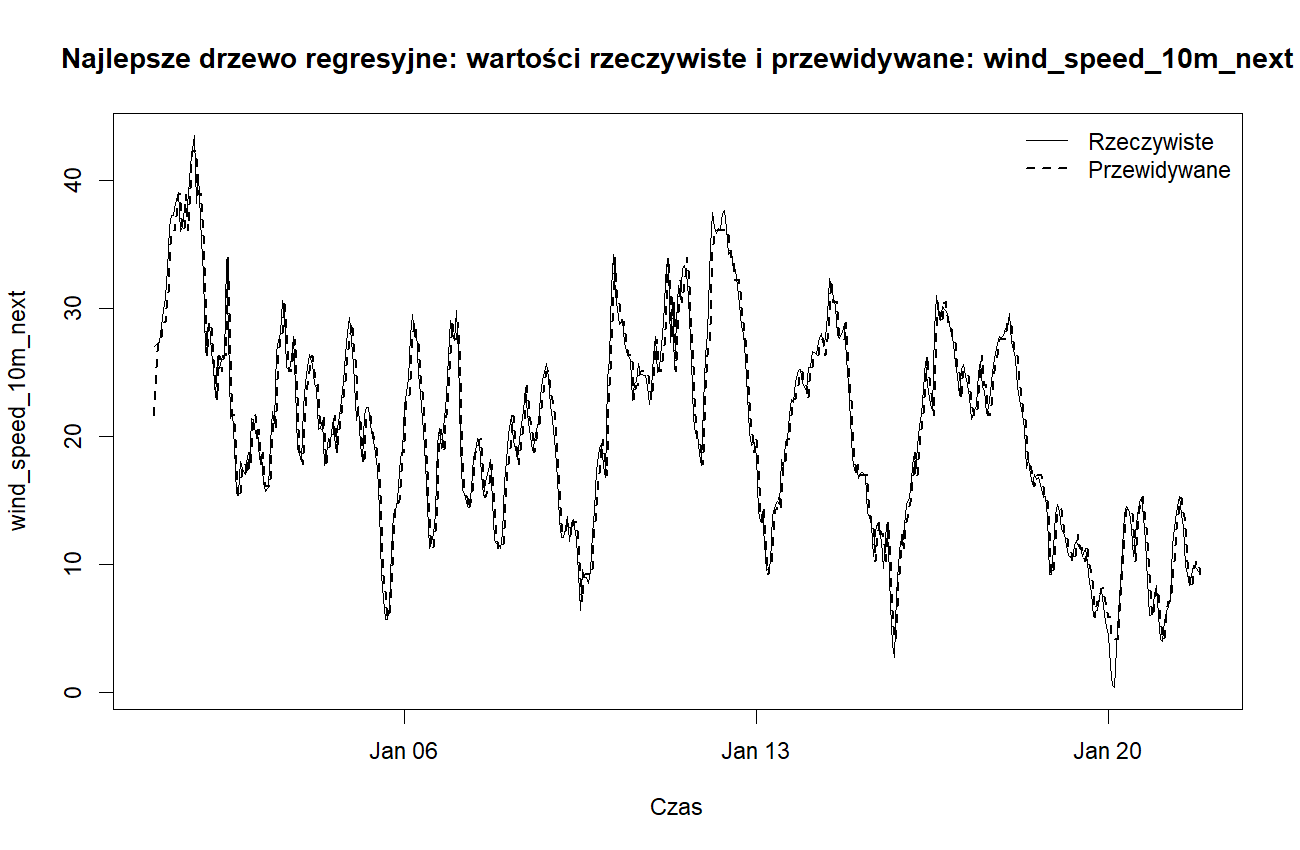 Najlepsze drzewo regresyjne: wartości rzeczywiste i przewidywane: wind_speed_10m_next
Rzeczywiste
Przewidywane
40
30
20
10
0
wind_speed_10m_next
Jan 06
Jan 13
Jan 20
Czas